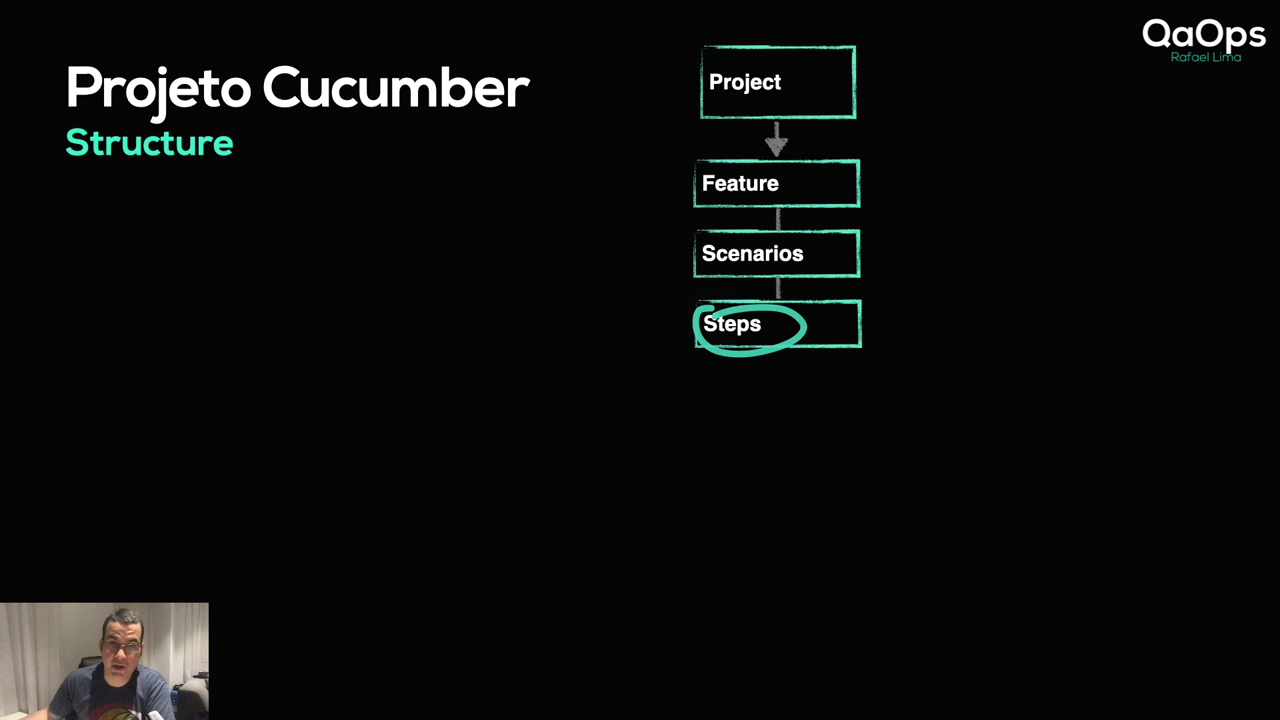 QaOps
Rafael Lima
Projeto Cucumber
Structure
Project
Feature
Scenarios
Steps